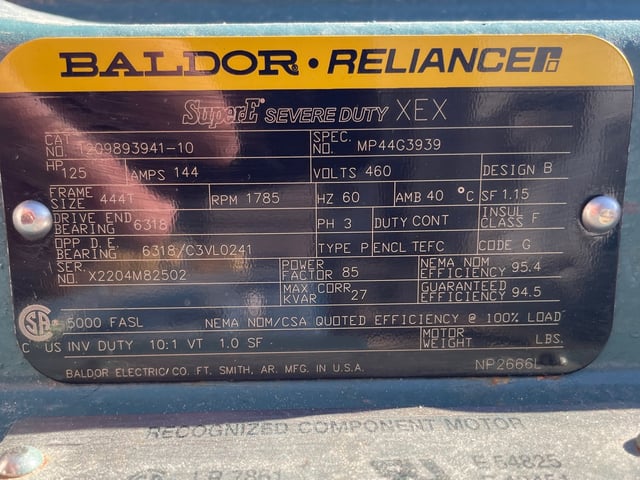 BALDOR • RELIANCE
SuperE SEVERE DUTY XEX
CAT. NO. 1209893941-10 SPEC. NO. MP44G3939
HP 125 AMPS 144 VOLTS 460 DESIGN B
FRAME SIZE 444T RPM 1785 HZ 60 AMB 40 °C SF 1.15
DRIVE END BEARING 6318 PH 3 DUTY CONT INSUL CLASS F
OPP D.E. BEARING 6318/C3VL0241 TYPE P ENCL TEFC CODE G
SER. NO. X2204M82502 POWER FACTOR 85 NEMA NOM EFFICIENCY 95.4
MAX CORR KVAR 27 GUARANTEED EFFICIENCY 94.5
5000 FASL NEMA NOM/CSA QUOTED EFFICIENCY @ 100% LOAD
C US INV DUTY 10:1 VT 1.0 SF MOTOR WEIGHT LBS.
BALDOR ELECTRIC CO. FT. SMITH, AR. MFG. IN U.S.A. NP2666L
RECOGNIZED COMPONENT MOTOR
LR 7861 E 54825